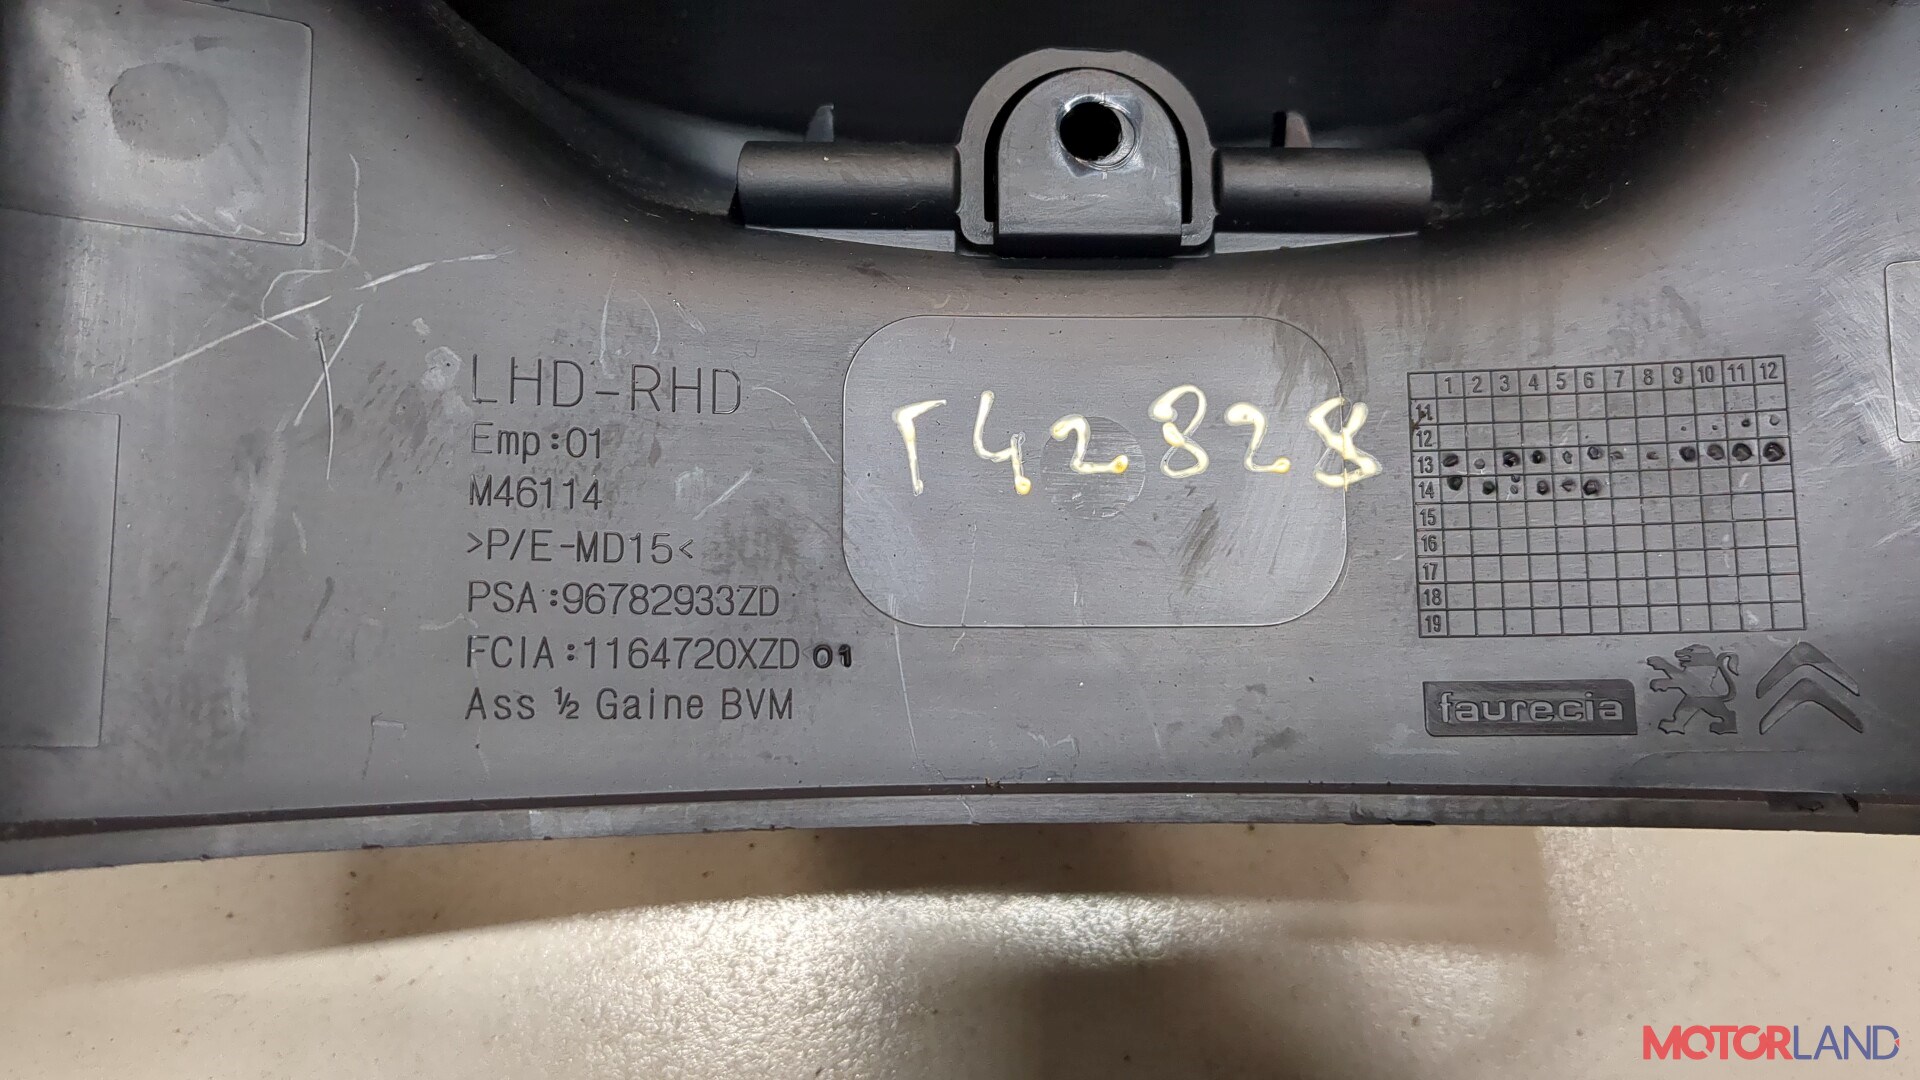 LHD-RHD
Emp:01
M46114
>P/E-MD15<
PSA:96782933ZD
FCIA:1164720XZD 01
Ass ½ Gaine BVM
T42828
1 2 3 4 5 6 7 8 9 10 11 12
11
12
13
14
15
16
17
18
19
faurecia
MOTORLAND